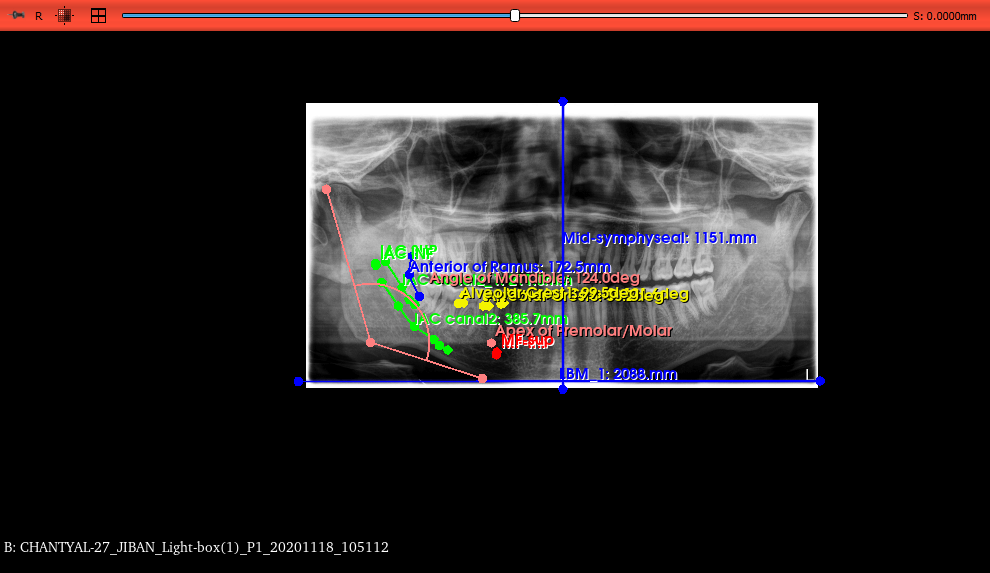 R
S: 0.0000mm
Mid-symphyseal: 1151.mm
Anterior of Ramus: 172.5mm
Angle of Mandible: 124.0deg
IAC canal2: 385.7mm
Apex of Premolar/Molar
MF-sup
LBM_1: 2088.mm
L
B: CHANTYAL-27_JIBAN_Light-box(1)_P1_20201118_105112